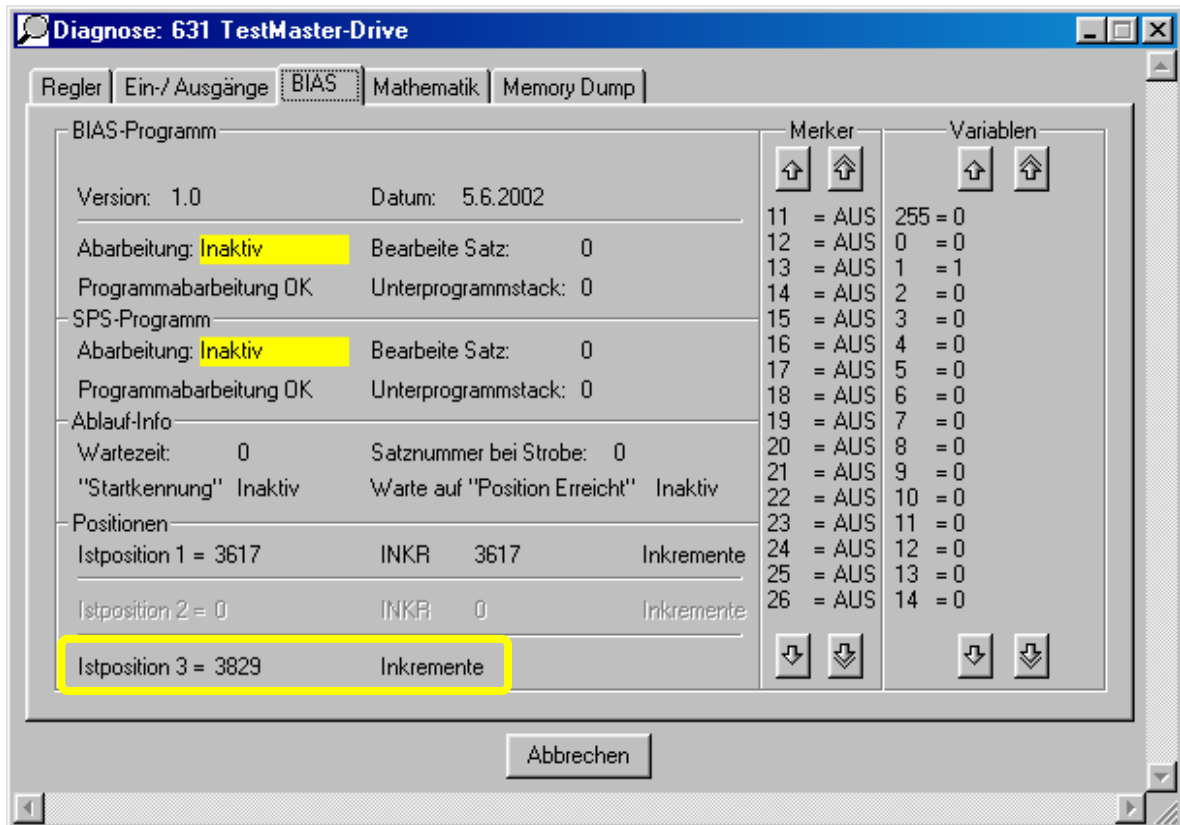 Diagnose: 631 TestMaster-Drive
Regler Ein-/ Ausgänge BIAS Mathematik Memory Dump
BIAS-Programm
Version: 1.0 Datum: 5.6.2002
Abarbeitung: Inaktiv Bearbeite Satz: 0
Programmabarbeitung OK Unterprogrammstack: 0
SPS-Programm
Abarbeitung: Inaktiv Bearbeite Satz: 0
Programmabarbeitung OK Unterprogrammstack: 0
Ablauf-Info
Wartezeit: 0 Satznummer bei Strobe: 0
"Startkennung" Inaktiv Warte auf "Position Erreicht" Inaktiv
Positionen
Istposition 1 = 3617 INKR 3617 Inkremente
Istposition 2 = 0 INKR 0 Inkremente
Istposition 3 = 3829 Inkremente
Merker
11 = AUS
12 = AUS
13 = AUS
14 = AUS
15 = AUS
16 = AUS
17 = AUS
18 = AUS
19 = AUS
20 = AUS
21 = AUS
22 = AUS
23 = AUS
24 = AUS
25 = AUS
26 = AUS
Variablen
255 = 0
0 = 0
1 = 1
2 = 0
3 = 0
4 = 0
5 = 0
6 = 0
7 = 0
8 = 0
9 = 0
10 = 0
11 = 0
12 = 0
13 = 0
14 = 0
Abbrechen